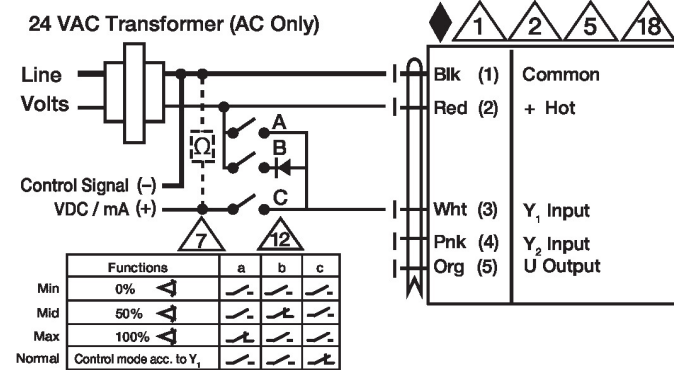 24 VAC Transformer (AC Only)
1 2 5 18
Line
Volts
Blk (1) Common
Red (2) + Hot
A
B
C
Ω
Control Signal (–)
VDC / mA (+)
Wht (3) Y₁ Input
Pnk (4) Y₂ Input
Org (5) U Output
7
12
Functions a b c
Min 0%
Mid 50%
Max 100%
Normal Control mode acc. to Y₁